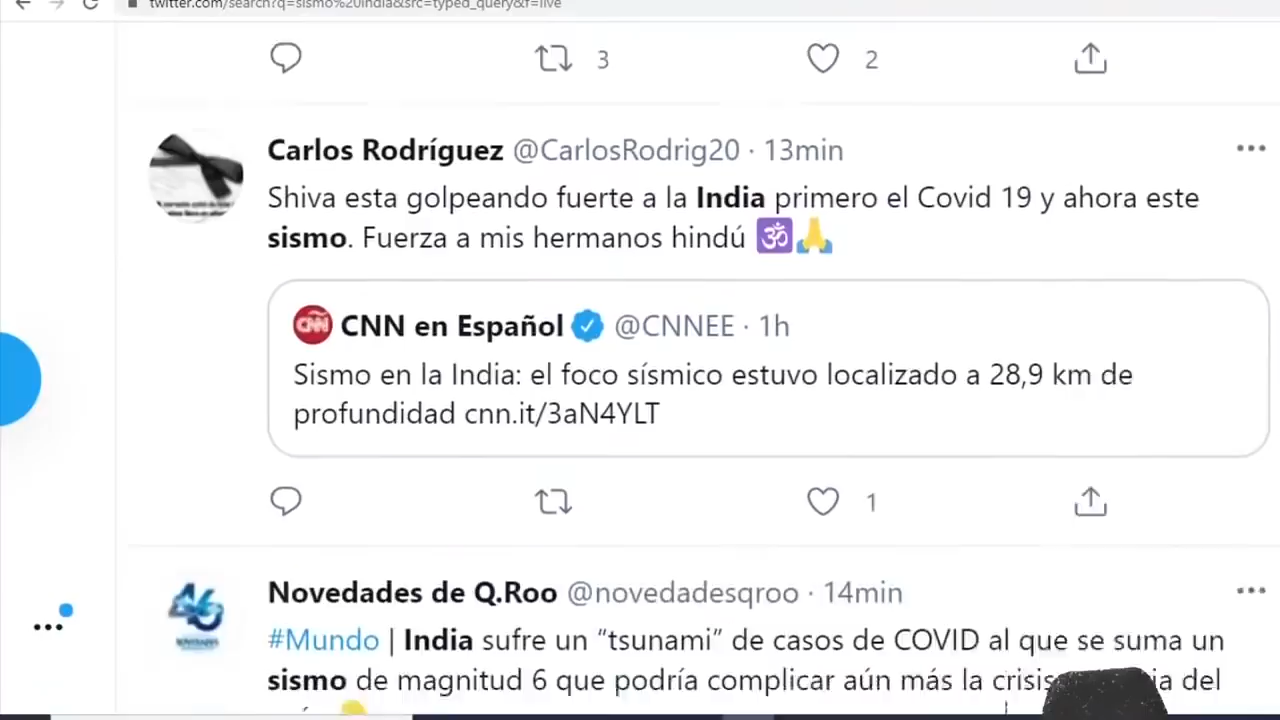 twitter.com/search?q=sismo%20india&src=typed_query&f=live
3 2
Carlos Rodríguez @CarlosRodrig20 · 13min
Shiva esta golpeando fuerte a la India primero el Covid 19 y ahora este
sismo. Fuerza a mis hermanos hindú 🕉️🙏
CNN CNN en Español @CNNEE · 1h
Sismo en la India: el foco sísmico estuvo localizado a 28,9 km de
profundidad cnn.it/3aN4YLT
1
46 Novedades de Q.Roo @novedadesqroo · 14min
#Mundo | India sufre un “tsunami” de casos de COVID al que se suma un
sismo de magnitud 6 que podría complicar aún más la crisis del